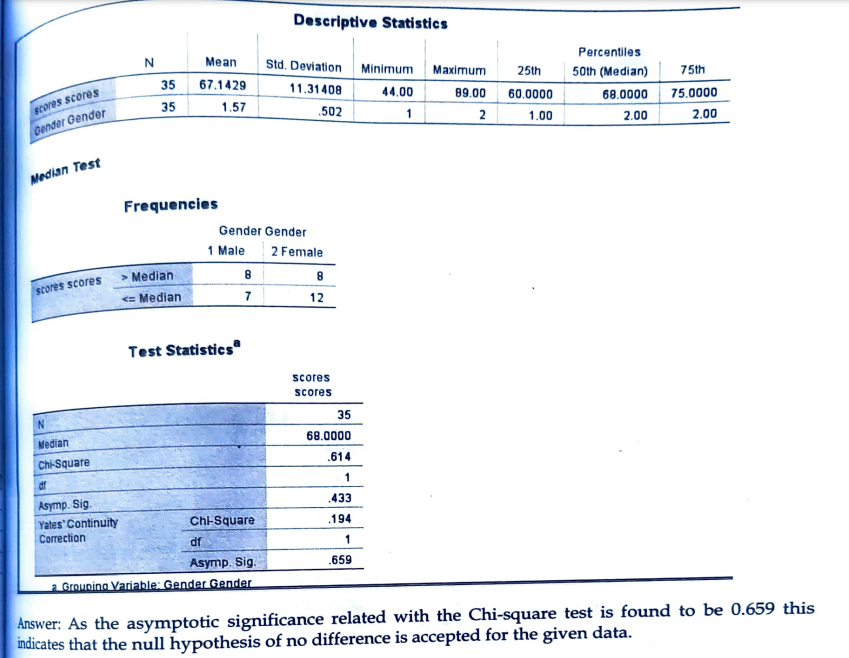 Descriptive Statistics
Percentiles
N Mean Std. Deviation Minimum Maximum 25th 50th (Median) 75th
scores scores 35 67.1429 11.31408 44.00 89.00 60.0000 68.0000 75.0000
Gender Gender 35 1.57 .502 1 2 1.00 2.00 2.00
Median Test
Frequencies
Gender Gender
1 Male 2 Female
scores scores > Median 8 8
<= Median 7 12
Test Statisticsᵃ
scores
scores
N 35
Median 68.0000
Chi-Square .614
df 1
Asymp. Sig. .433
Yates' Continuity Chi-Square .194
Correction df 1
Asymp. Sig. .659
a. Grouping Variable: Gender Gender
Answer: As the asymptotic significance related with the Chi-square test is found to be 0.659 this
indicates that the null hypothesis of no difference is accepted for the given data.